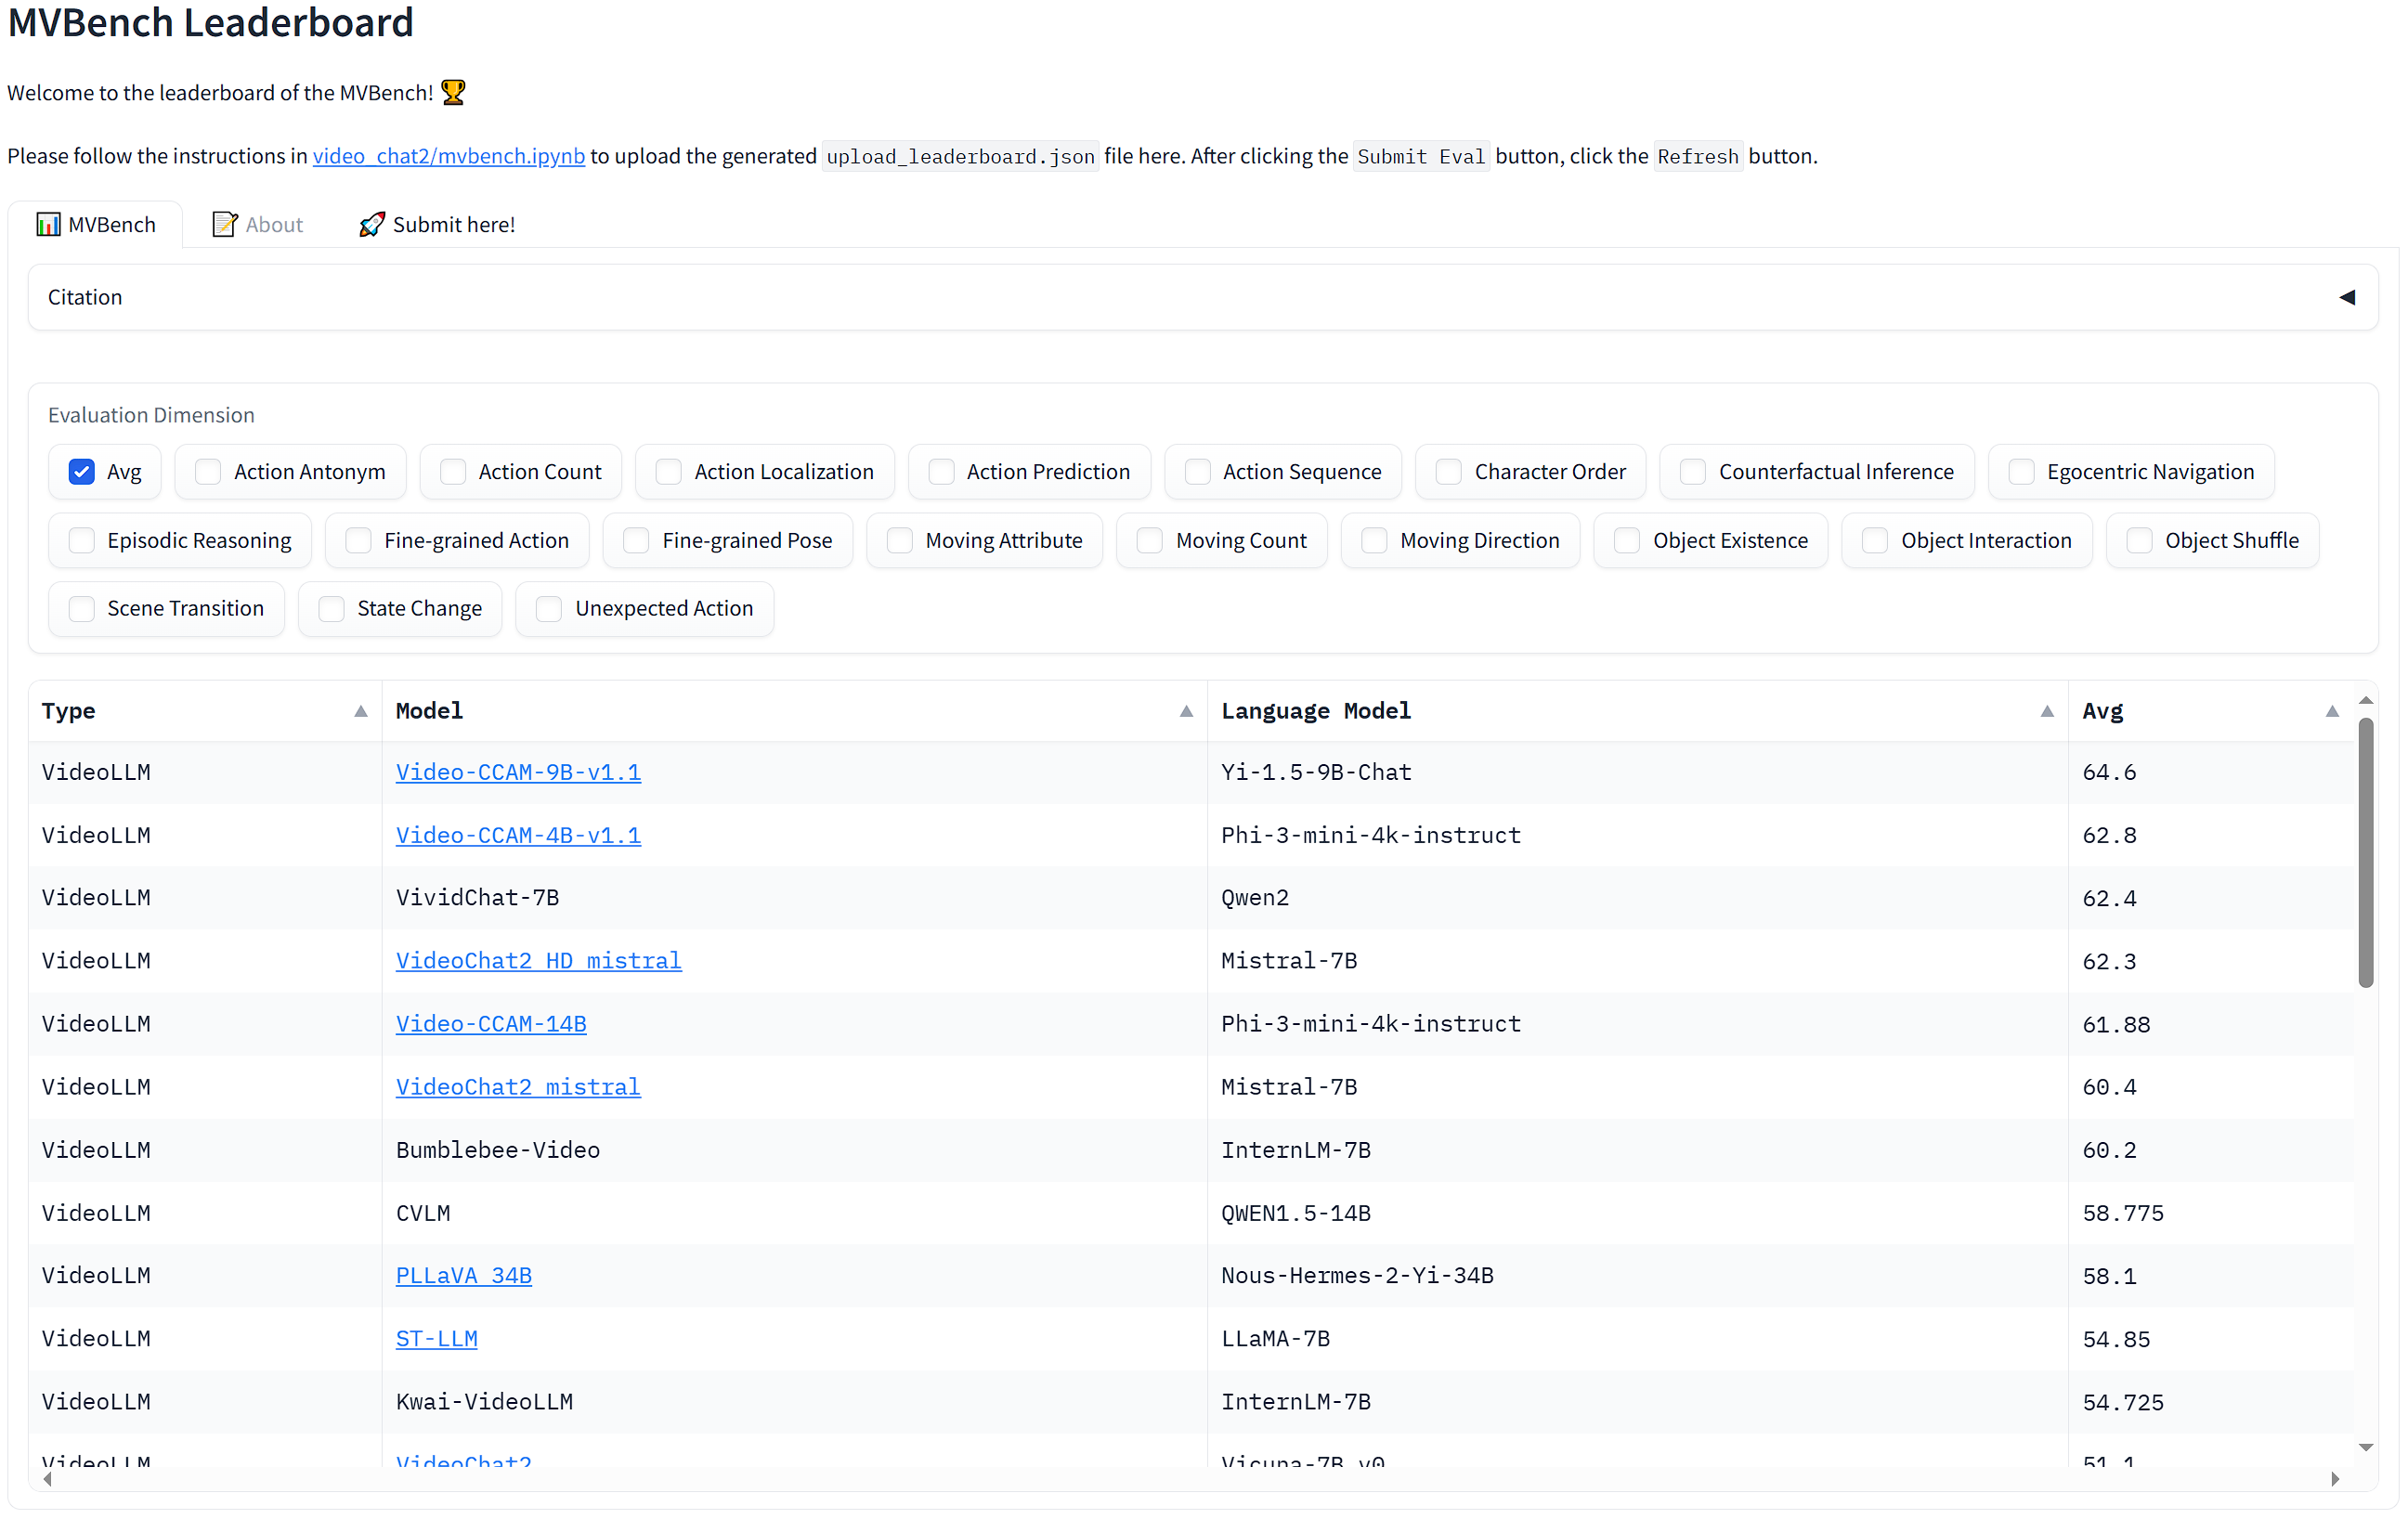 MVBench Leaderboard
Welcome to the leaderboard of the MVBench! 🏆
Please follow the instructions in video_chat2/mvbench.ipynb to upload the generated upload_leaderboard.json file here. After clicking the Submit Eval button, click the Refresh button.
📊 MVBench 📝 About 🚀 Submit here!
Citation
Evaluation Dimension
Avg Action Antonym Action Count Action Localization Action Prediction Action Sequence Character Order Counterfactual Inference Egocentric Navigation
Episodic Reasoning Fine-grained Action Fine-grained Pose Moving Attribute Moving Count Moving Direction Object Existence Object Interaction Object Shuffle
Scene Transition State Change Unexpected Action
Type Model Language Model Avg
VideoLLM Video-CCAM-9B-v1.1 Yi-1.5-9B-Chat 64.6
VideoLLM Video-CCAM-4B-v1.1 Phi-3-mini-4k-instruct 62.8
VideoLLM VividChat-7B Qwen2 62.4
VideoLLM VideoChat2_HD_mistral Mistral-7B 62.3
VideoLLM Video-CCAM-14B Phi-3-mini-4k-instruct 61.88
VideoLLM VideoChat2_mistral Mistral-7B 60.4
VideoLLM Bumblebee-Video InternLM-7B 60.2
VideoLLM CVLM QWEN1.5-14B 58.775
VideoLLM PLLaVA 34B Nous-Hermes-2-Yi-34B 58.1
VideoLLM ST-LLM LLaMA-7B 54.85
VideoLLM Kwai-VideoLLM InternLM-7B 54.725
VideoLLM VideoChat2 Vicuna-7B v0 51.1